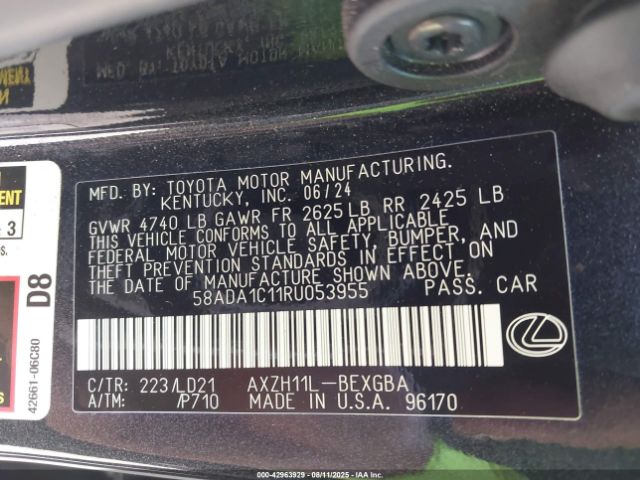 MFD. BY: TOYOTA MOTOR MANUFACTURING.
KENTUCKY, INC. 06/24
GVWR 4740 LB GAWR FR 2625 LB RR 2425 LB
THIS VEHICLE CONFORMS TO ALL APPLICABLE
FEDERAL MOTOR VEHICLE SAFETY, BUMPER, AND
THEFT PREVENTION STANDARDS IN EFFECT ON
THE DATE OF MANUFACTURE SHOWN ABOVE.
58ADA1C11RU053955 PASS. CAR
C/TR: 223/LD21 AXZH11L-BEXGBA
A/TM: /P710 MADE IN U.S.A. 96170
3
D8
42661-06C80
© 00-42963929 - 08/11/2025 - IAAI